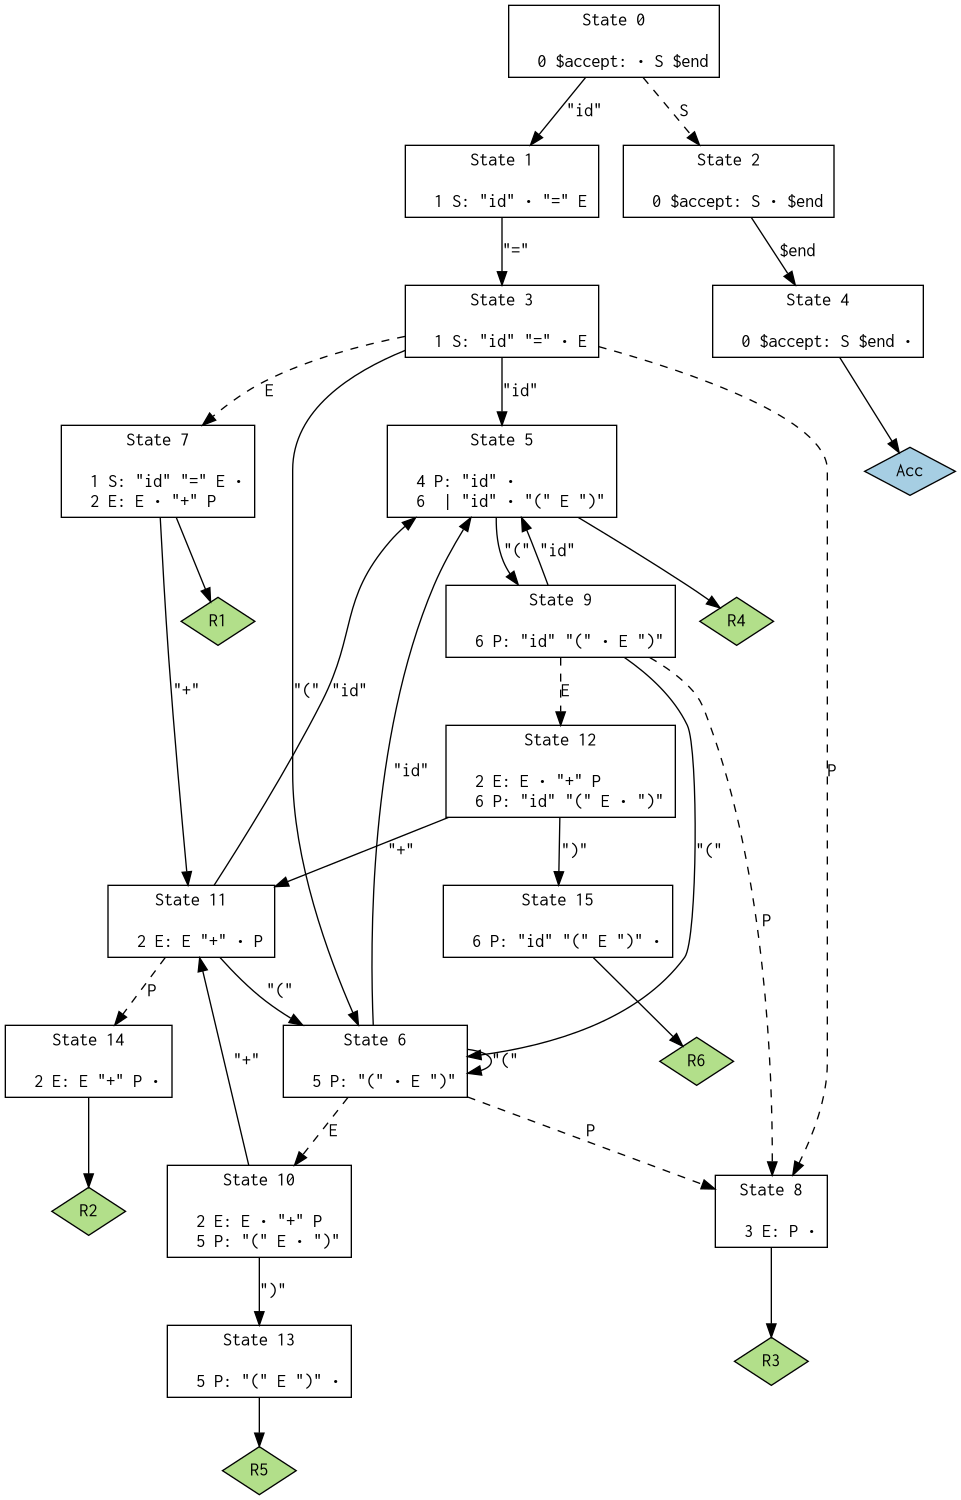 State 0
0 $accept: • S $end
"id"
S
State 1
1 S: "id" • "=" E
State 2
0 $accept: S • $end
"="
$end
State 3
1 S: "id" "=" • E
State 4
0 $accept: S $end •
E
"id"
State 7
1 S: "id" "=" E •
2 E: E • "+" P
State 5
4 P: "id" •
6 | "id" • "(" E ")"
Acc
"("
"id"
R1
State 9
6 P: "id" "(" • E ")"
R4
"+"
"("
"id"
E
State 12
2 E: E • "+" P
6 P: "id" "(" E • ")"
"id"
P
"+"
")"
"("
State 11
2 E: E "+" • P
State 15
6 P: "id" "(" E ")" •
P
P
"("
State 14
2 E: E "+" P •
"+"
State 6
5 P: "(" • E ")"
"("
R6
E
P
R2
State 10
2 E: E • "+" P
5 P: "(" E • ")"
State 8
3 E: P •
")"
State 13
5 P: "(" E ")" •
R3
R5